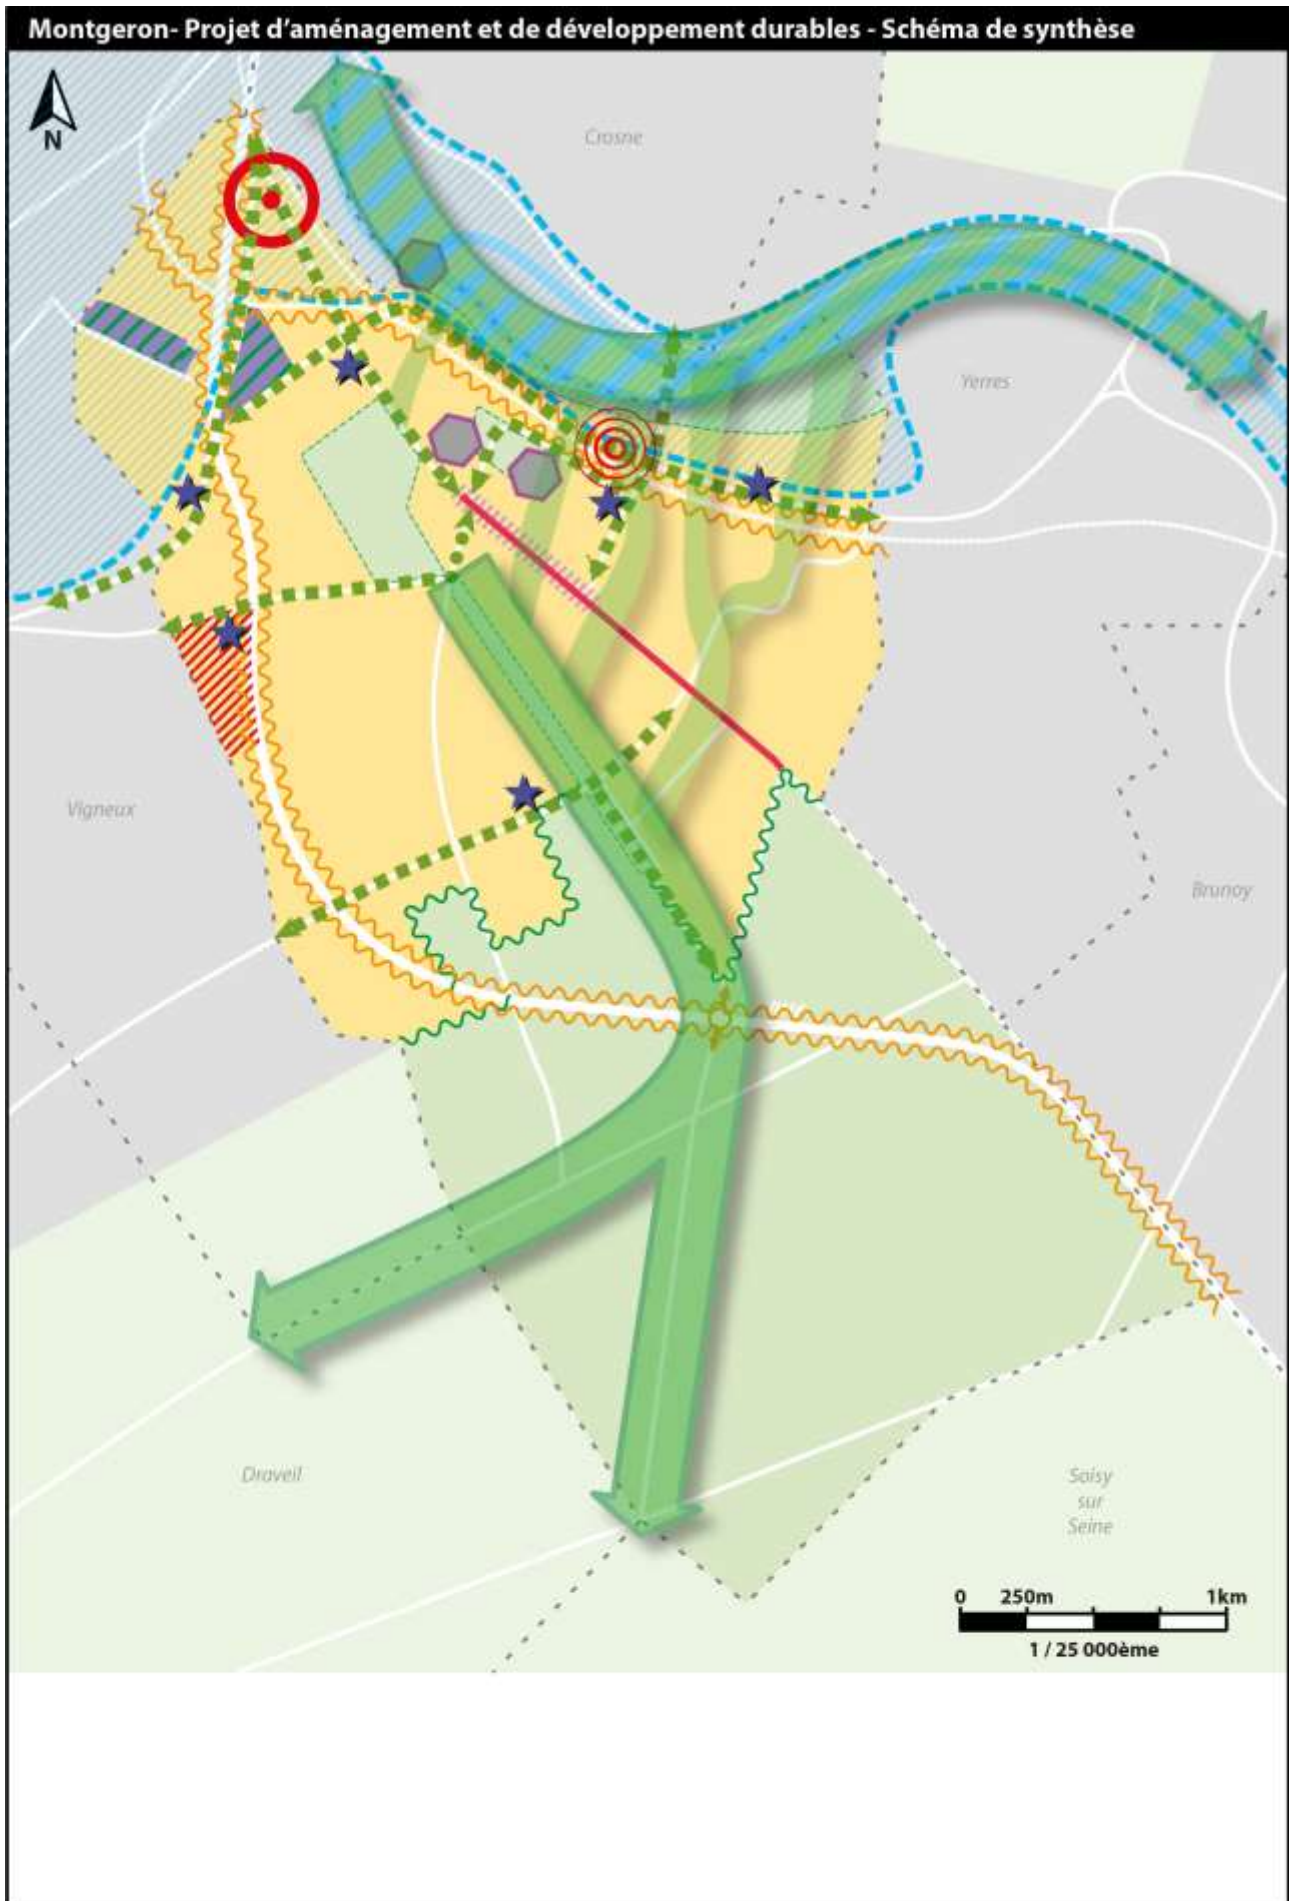 Montgeron- Projet d'aménagement et de développement durables - Schéma de synthèse
N
Crosne
Yerres
Vigneux
Brunoy
Draveil
Soisy
sur
Seine
0 250m 1km
1 / 25 000ème